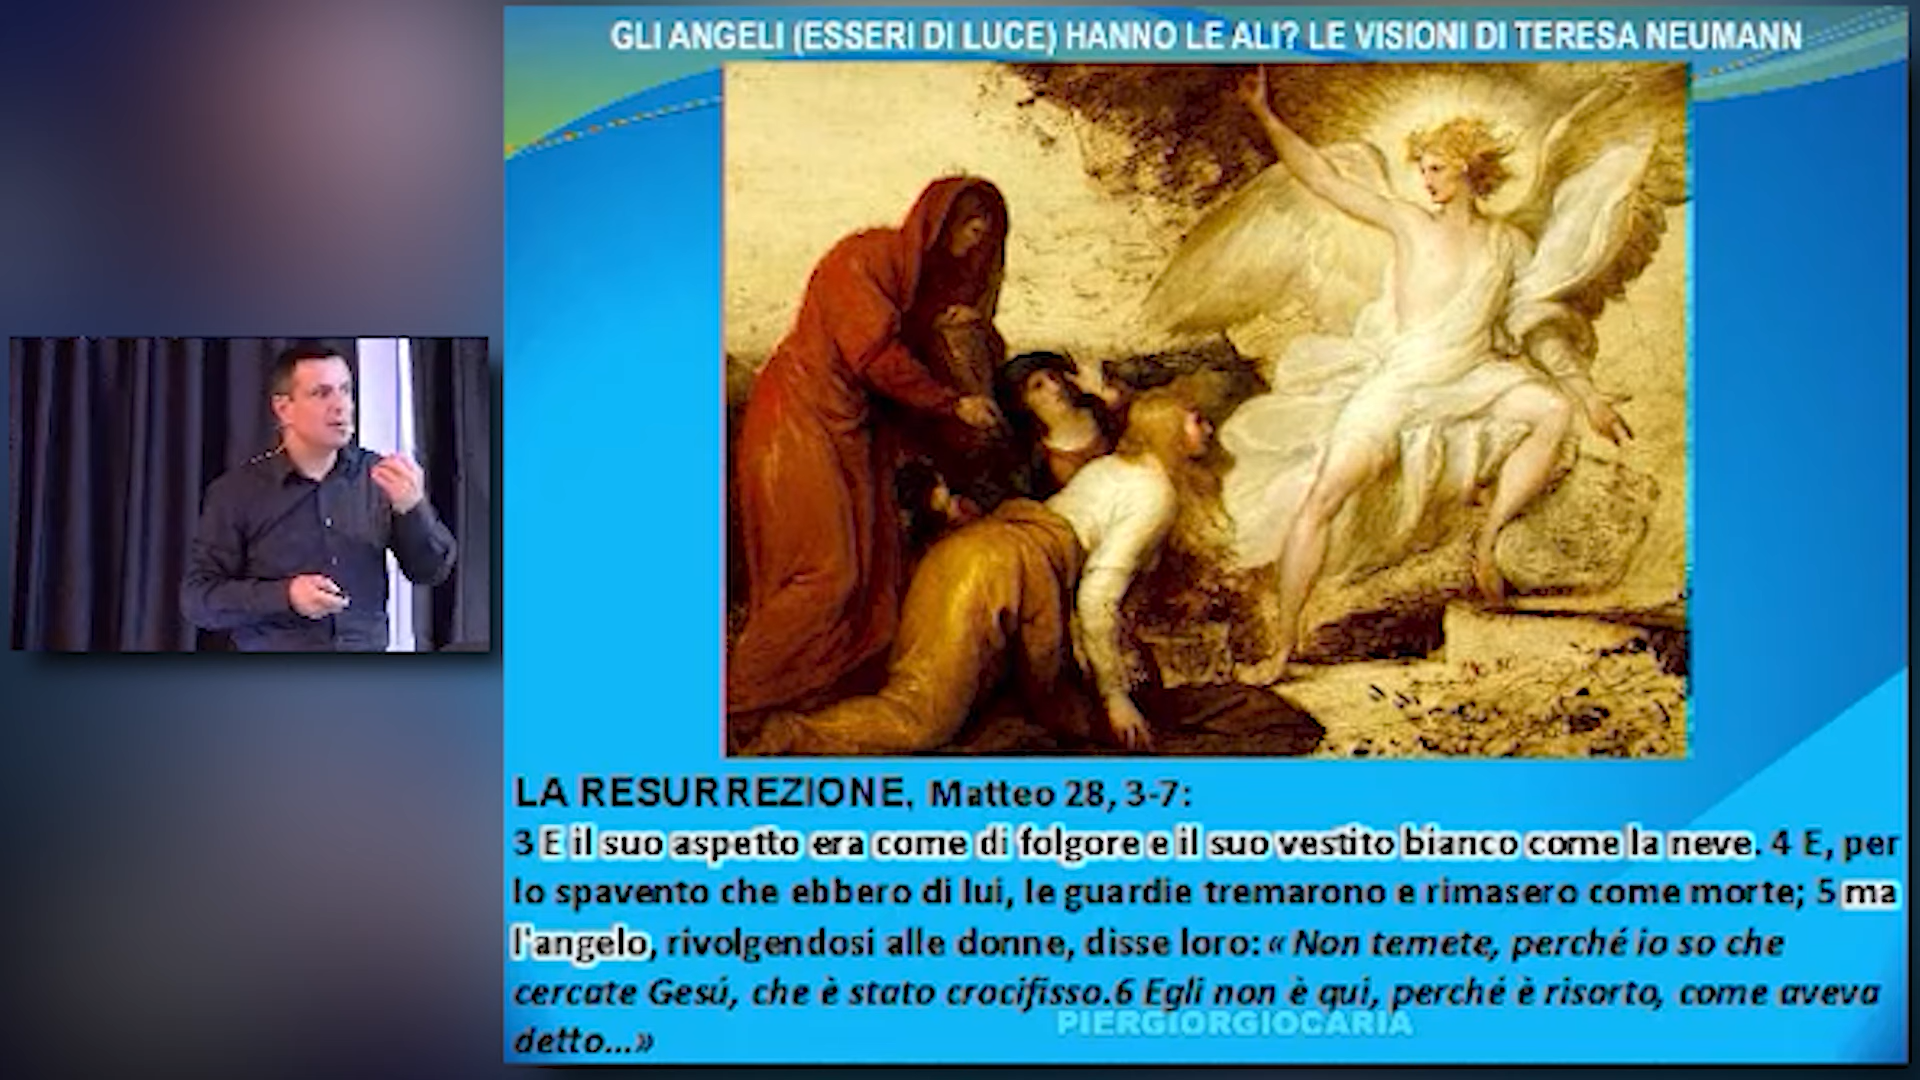 GLI ANGELI (ESSERI DI LUCE) HANNO LE ALI? LE VISIONI DI TERESA NEUMANN
LA RESURREZIONE, Matteo 28, 3-7:
3 E il suo aspetto era come di folgore e il suo vestito bianco come la neve. 4 E, per
lo spavento che ebbero di lui, le guardie tremarono e rimasero come morte; 5 ma
l'angelo, rivolgendosi alle donne, disse loro: « Non temete, perché io so che
cercate Gesú, che è stato crocifisso.6 Egli non è qui, perché è risorto, come aveva
detto...»
PIERGIORGIOCARIA